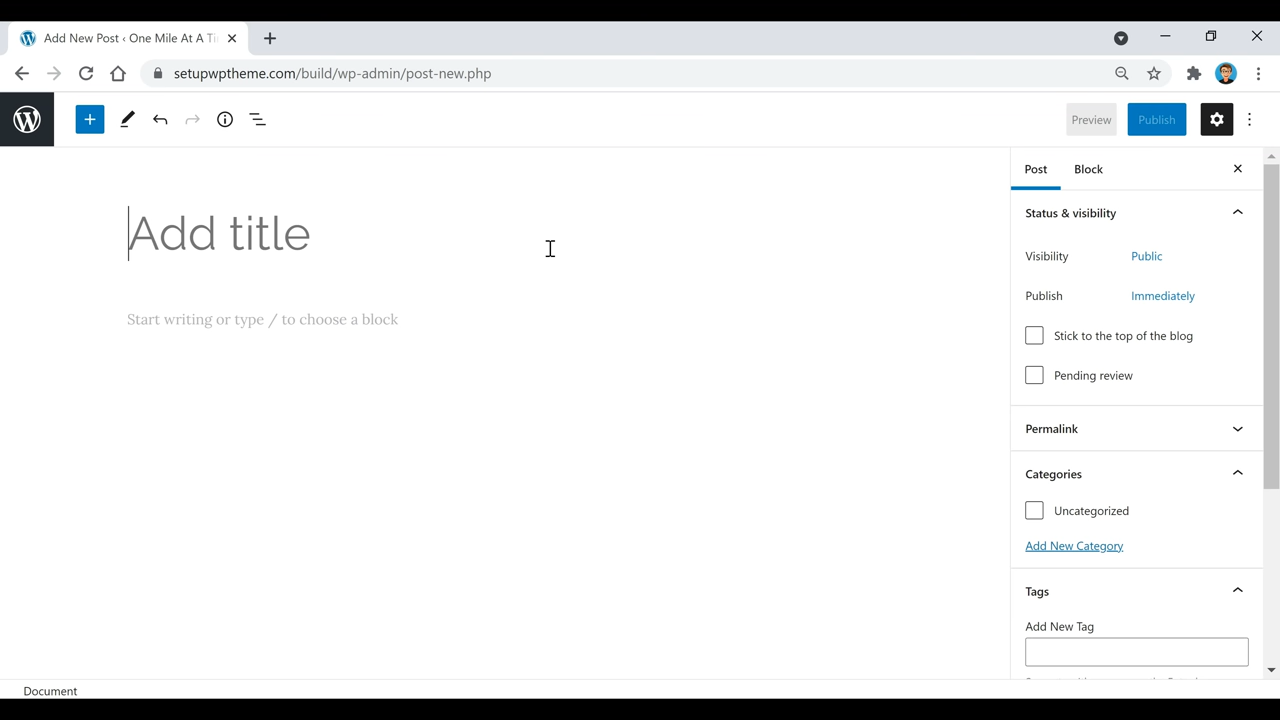 Add New Post ‹ One Mile At A Ti
setupwptheme.com/build/wp-admin/post-new.php
Preview
Publish
Post
Block
Add title
Start writing or type / to choose a block
Status & visibility
Visibility
Public
Publish
Immediately
Stick to the top of the blog
Pending review
Permalink
Categories
Uncategorized
Add New Category
Tags
Add New Tag
Document